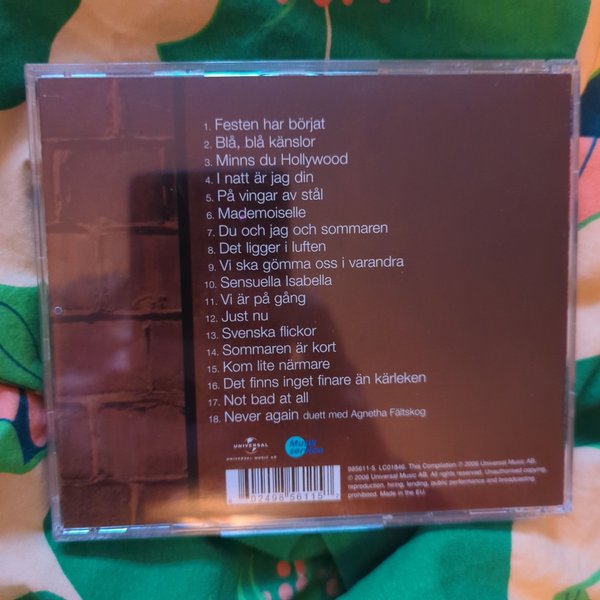 1. Festen har börjat
2. Blå, blå känslor
3. Minns du Hollywood
4. I natt är jag din
5. På vingar av stål
6. Mademoiselle
7. Du och jag och sommaren
8. Det ligger i luften
9. Vi ska gömma oss i varandra
10. Sensuella Isabella
11. Vi är på gång
12. Just nu
13. Svenska flickor
14. Sommaren är kort
15. Kom lite närmare
16. Det finns inget finare än kärleken
17. Not bad at all
18. Never again duett med Agnetha Fältskog
UNIVERSAL
UNIVERSAL MUSIC AB
Musik
service
985611-5. LC01846. This Compilation ℗ 2006 Universal Music AB.
© 2006 Universal Music AB. All rights reserved. Unauthorised copying,
reproduction, hiring, lending, public performance and broadcasting
prohibited. Made in the EU.
6 02498 56115